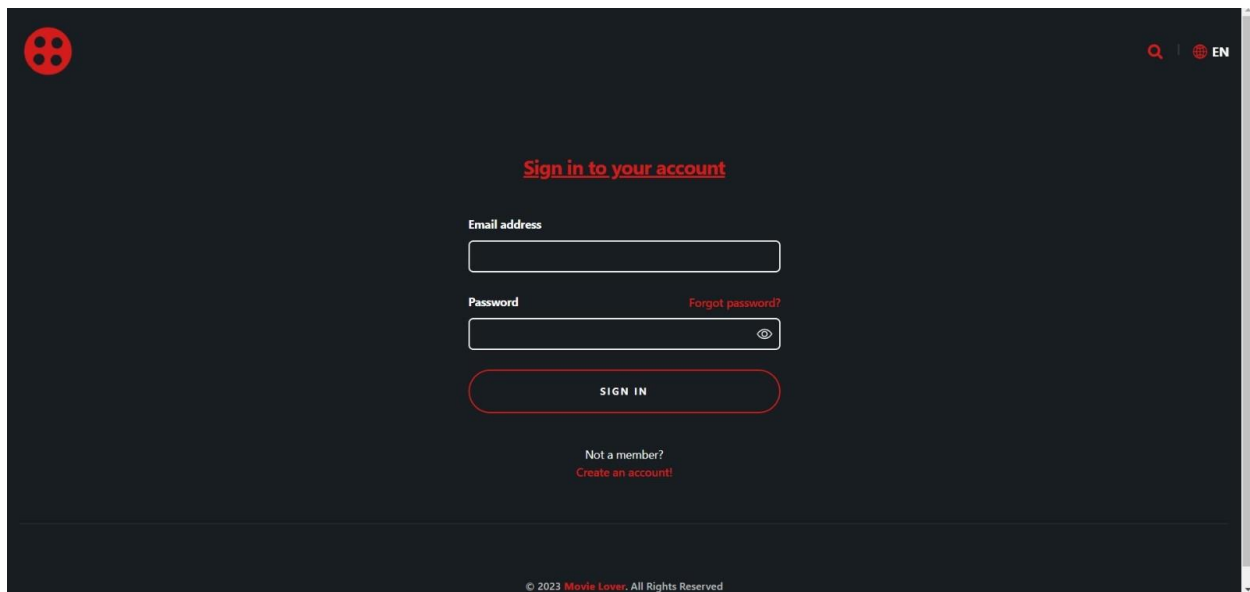 EN
Sign in to your account
Email address
Password Forgot password?
SIGN IN
Not a member?
Create an account!
© 2023 Movie Lover. All Rights Reserved